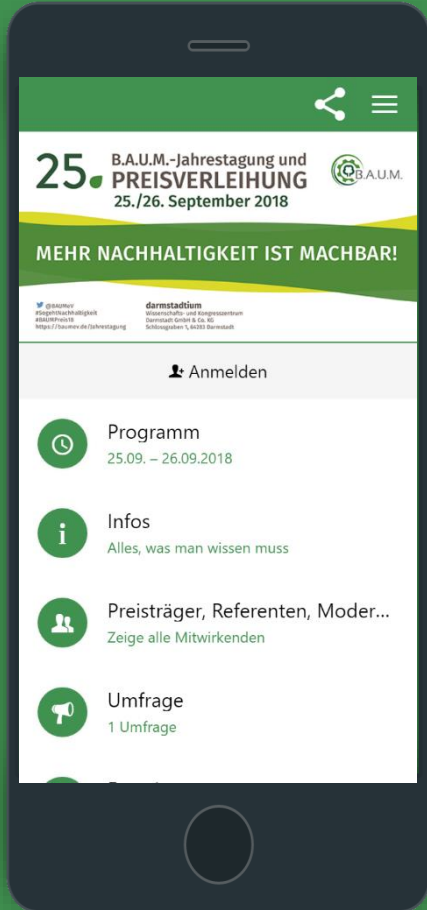 25. B.A.U.M.-Jahrestagung und
PREISVERLEIHUNG
25./26. September 2018
B.A.U.M.
MEHR NACHHALTIGKEIT IST MACHBAR!
@BAUMeV
#SogehtNachhaltigkeit
#BAUMPreis18
https://baumev.de/Jahrestagung
darmstadtium
Wissenschafts- und Kongresszentrum
Darmstadt GmbH & Co. KG
Schlossgraben 1, 64283 Darmstadt
Anmelden
Programm
25.09. – 26.09.2018
Infos
Alles, was man wissen muss
Preisträger, Referenten, Moder...
Zeige alle Mitwirkenden
Umfrage
1 Umfrage